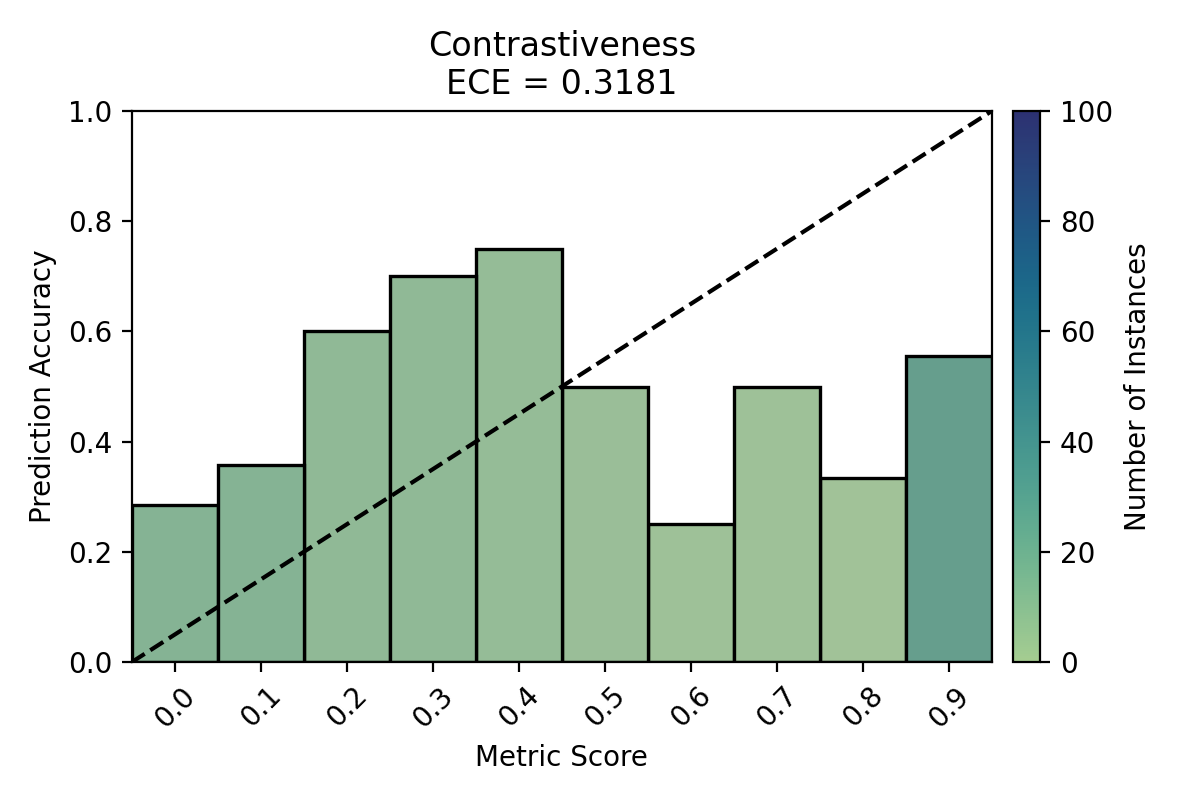 Contrastiveness
ECE = 0.3181
1.0
0.8
0.6
0.4
0.2
0.0
Prediction Accuracy
0.0 0.1 0.2 0.3 0.4 0.5 0.6 0.7 0.8 0.9
Metric Score
100
80
60
40
20
0
Number of Instances